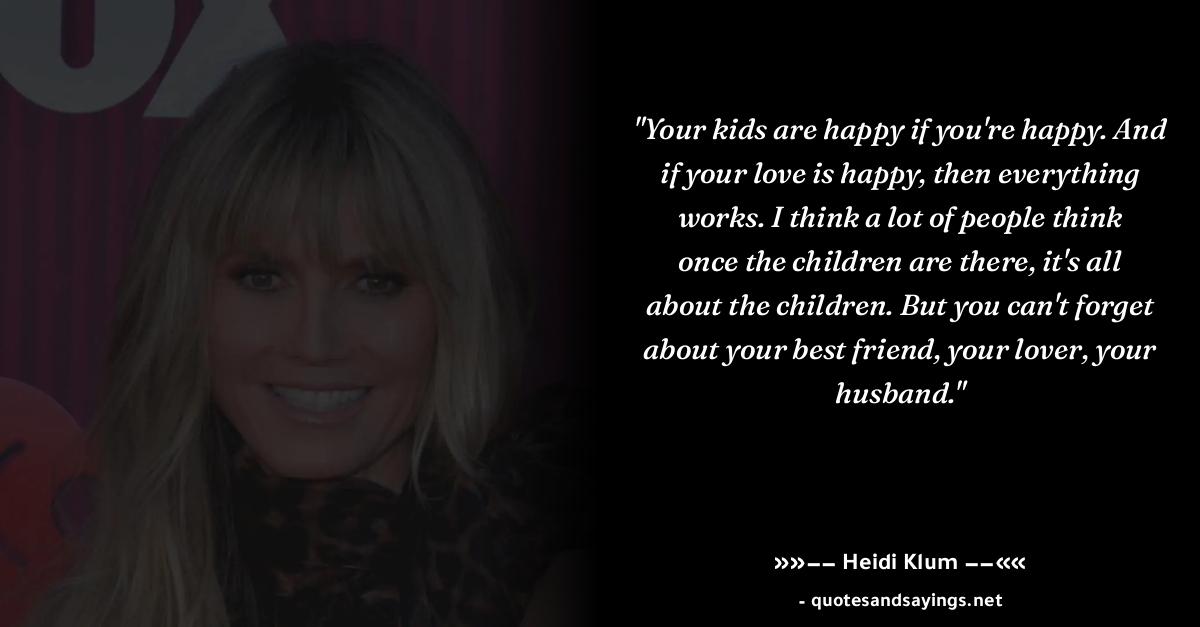 OX
"Your kids are happy if you're happy. And
if your love is happy, then everything
works. I think a lot of people think
once the children are there, it's all
about the children. But you can't forget
about your best friend, your lover, your
husband."
»»−− Heidi Klum −−««
- quotesandsayings.net